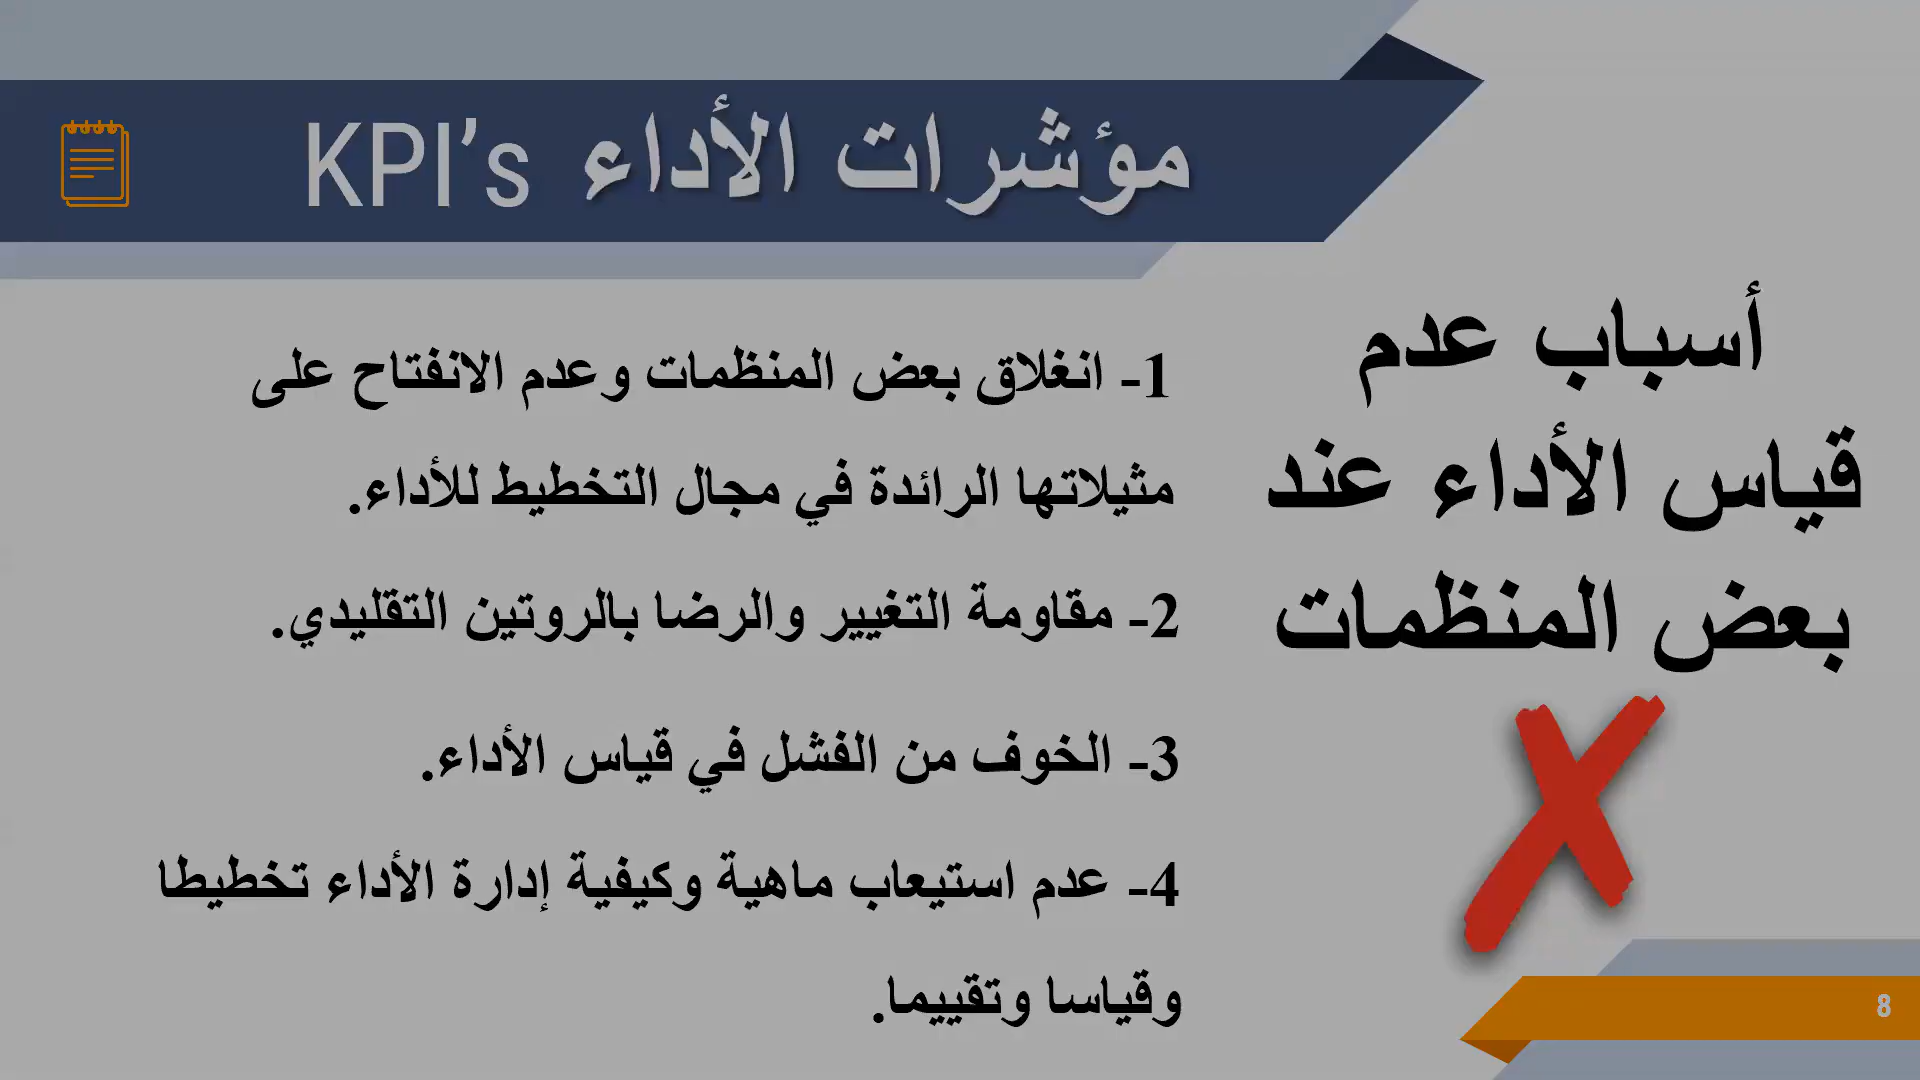 مؤشرات الأداء KPI’s
أسباب عدم
قياس الأداء عند
بعض المنظمات
1- انغلاق بعض المنظمات وعدم الانفتاح على
مثيلاتها الرائدة في مجال التخطيط للأداء.
2- مقاومة التغيير والرضا بالروتين التقليدي.
3- الخوف من الفشل في قياس الأداء.
4- عدم استيعاب ماهية وكيفية إدارة الأداء تخطيطا
وقياسا وتقييما.
8